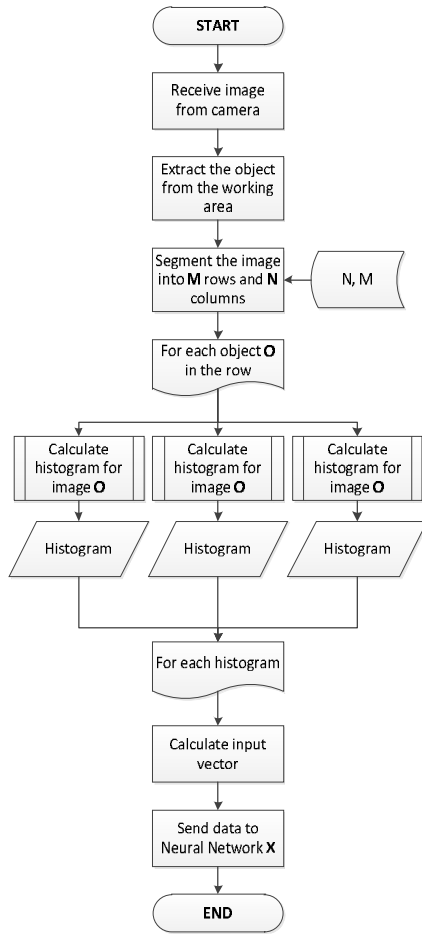 START
Receive image
from camera
Extract the object
from the working
area
Segment the image
into M rows and N
columns
N, M
For each object O
in the row
Calculate
histogram for
image O
Calculate
histogram for
image O
Calculate
histogram for
image O
Histogram
Histogram
Histogram
For each histogram
Calculate input
vector
Send data to
Neural Network X
END